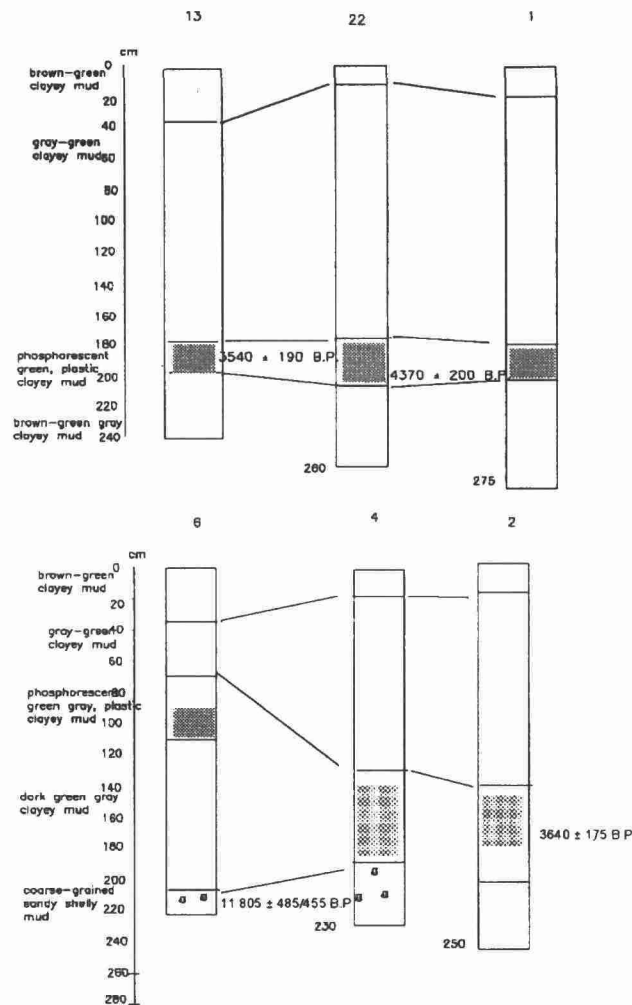 13 22 1
cm
0
brown-green
clayey mud
20
40
gray-green
clayey mud
60
80
100
120
140
160
180
phosphorescent
green, plastic
clayey mud
3540 ± 190 B.P.
4370 ± 200 B.P.
200
220
brown-green gray
clayey mud
240
260
275
6 4 2
cm
0
brown-green
clayey mud
20
40
gray-green
clayey mud
60
80
phosphorescent
green gray, plastic
clayey mud
100
120
140
dark green gray
clayey mud
160
180
3640 ± 175 B P
200
coarse-grained
sandy shelly
mud
11 805 ± 485/455 B.P
220
230
240
250
260
280